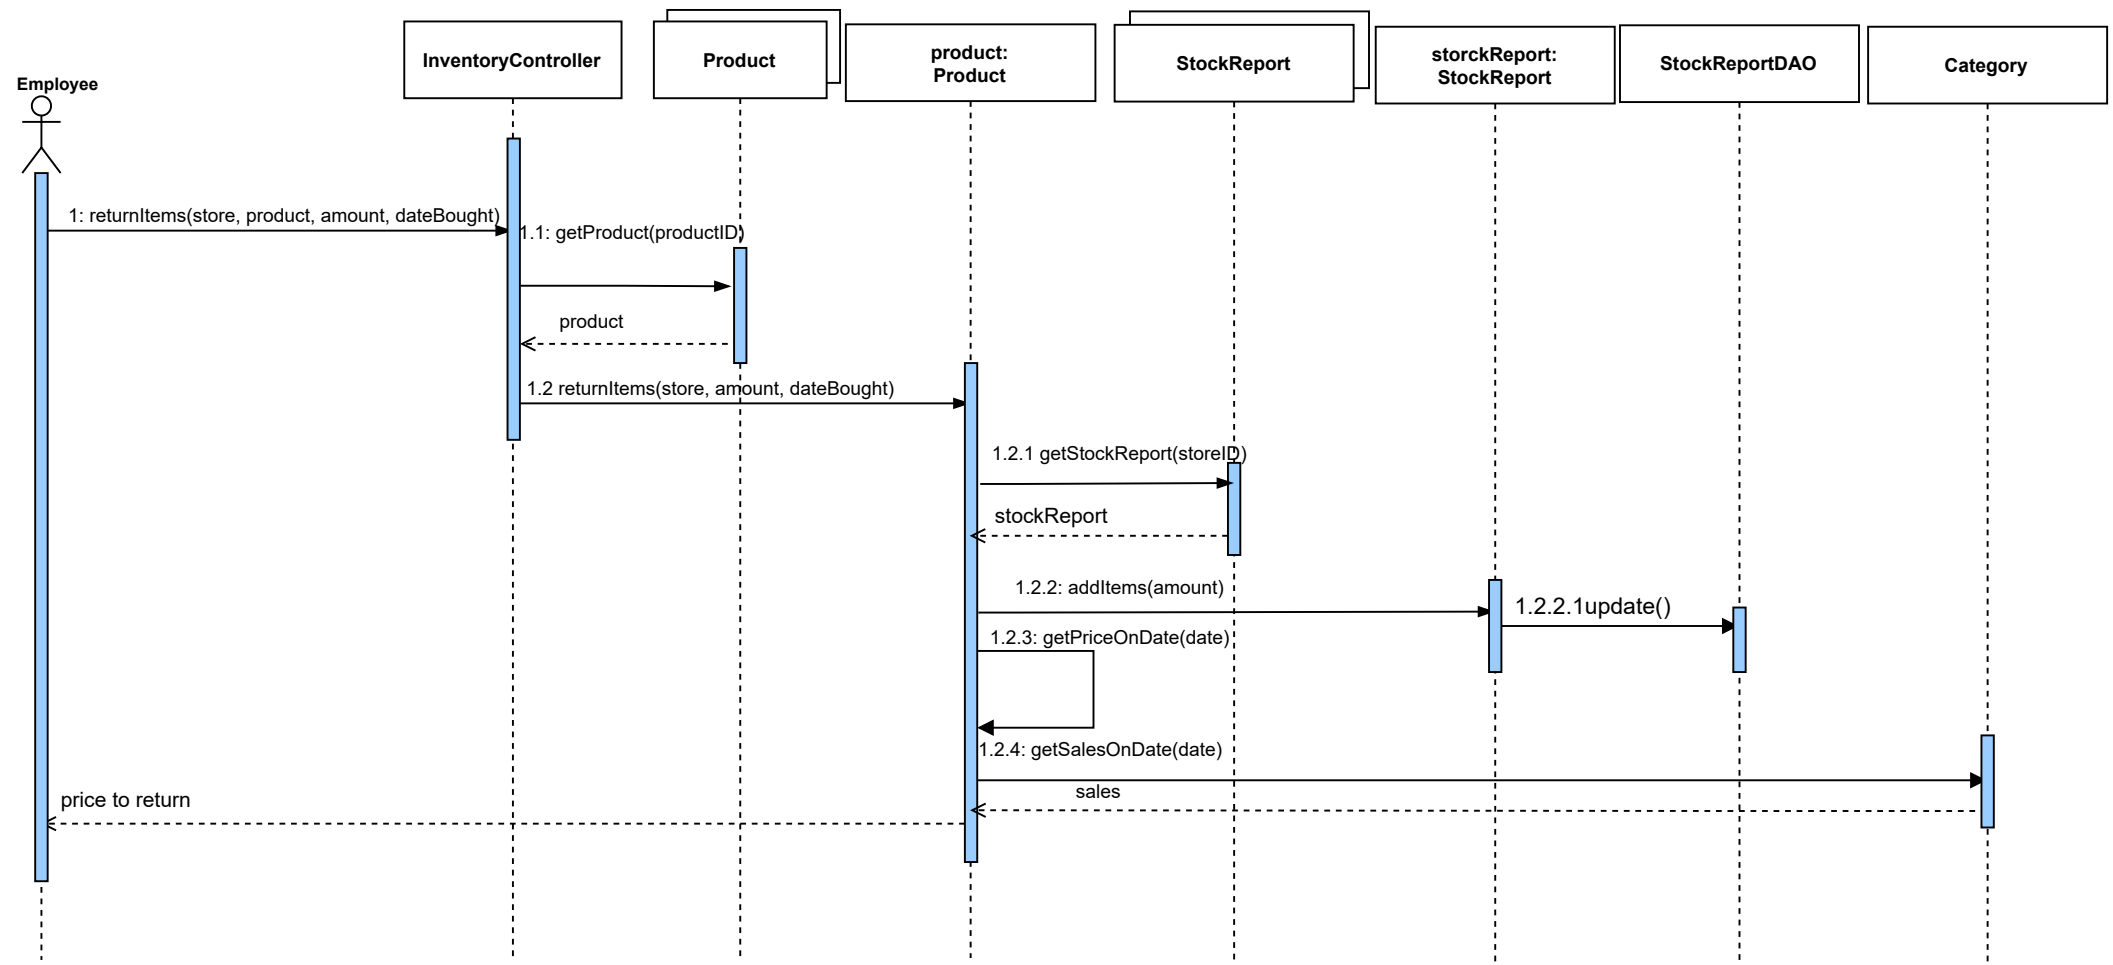 Employee
InventoryController
Product
product:
Product
StockReport
storckReport:
StockReport
StockReportDAO
Category
1: returnItems(store, product, amount, dateBought)
1.1: getProduct(productID)
product
1.2 returnItems(store, amount, dateBought)
1.2.1 getStockReport(storeID)
stockReport
1.2.2: addItems(amount)
1.2.2.1update()
1.2.3: getPriceOnDate(date)
1.2.4: getSalesOnDate(date)
sales
price to return